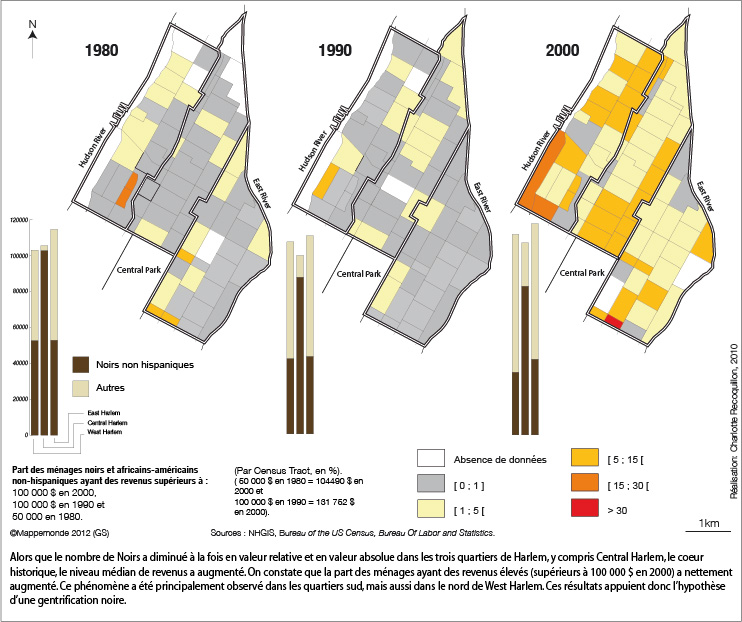 N
1980
1990
2000
Hudson River
East River
Central Park
Hudson River
East River
Central Park
Hudson River
East River
Central Park
120000
100000
80000
60000
40000
20000
0
Noirs non hispaniques
Autres
East Harlem
Central Harlem
West Harlem
Part des ménages noirs et africains-américains
non-hispaniques ayant des revenus supérieurs à :
100 000 $ en 2000,
100 000 $ en 1990 et
50 000 en 1980.
(Par Census Tract, en %).
( 50 000 $ en 1980 = 104490 $ en
2000 et
100 000 $ en 1990 = 131 752 $
en 2000).
Absence de données
[ 0 ; 1 ]
[ 1 ; 5 [
[ 5 ; 15 [
[ 15 ; 30 [
> 30
1km
Réalisation: Charlotte Recoquillon, 2010
©Mappemonde 2012 (GS)
Sources : NHGIS, Bureau of the US Census, Bureau Of Labor and Statistics.
Alors que le nombre de Noirs a diminué à la fois en valeur relative et en valeur absolue dans les trois quartiers de Harlem, y compris Central Harlem, le coeur
historique, le niveau médian de revenus a augmenté. On constate que la part des ménages ayant des revenus élevés (supérieurs à 100 000 $ en 2000) a nettement
augmenté. Ce phénomène a été principalement observé dans les quartiers sud, mais aussi dans le nord de West Harlem. Ces résultats appuient donc l'hypothèse
d'une gentrification noire.